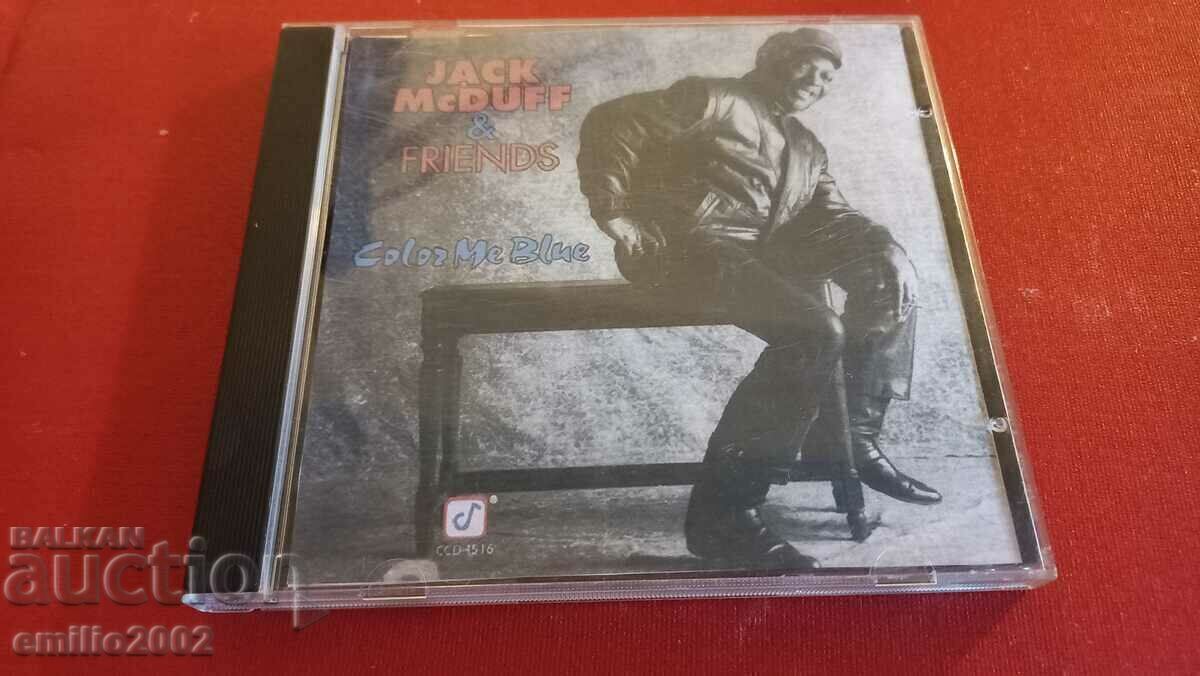 JACK
McDUFF
&
FRIENDS
Color Me Blue
CCD-4516
BALKAN
auction
emilio2002